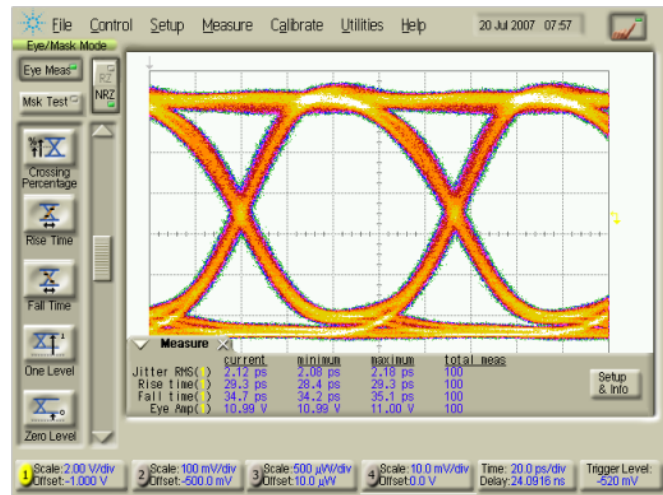 File Control Setup Measure Calibrate Utilities Help 20 Jul 2007 07:57
Eye/Mask Mode
Eye Meas
RZ
Msk Test
NRZ
Crossing
Percentage
Rise Time
Fall Time
One Level
Zero Level
Measure
current minimum maximum total meas
Jitter RMS(1) 2.12 ps 2.08 ps 2.18 ps 100
Rise time(1) 29.3 ps 28.4 ps 29.3 ps 100
Fall time(1) 34.7 ps 34.2 ps 35.1 ps 100
Eye Amp(1) 10.99 V 10.99 V 11.00 V 100
Setup
& Info
1 Scale:2.00 V/div
Offset:-1.000 V
2 Scale:100 mV/div
Offset:-500.0 mV
3 Scale:500 µW/div
Offset:10.0 µW
4 Scale:10.0 mV/div
Offset:0.0 V
Time: 20.0 ps/div
Delay:24.0916 ns
Trigger Level:
-520 mV